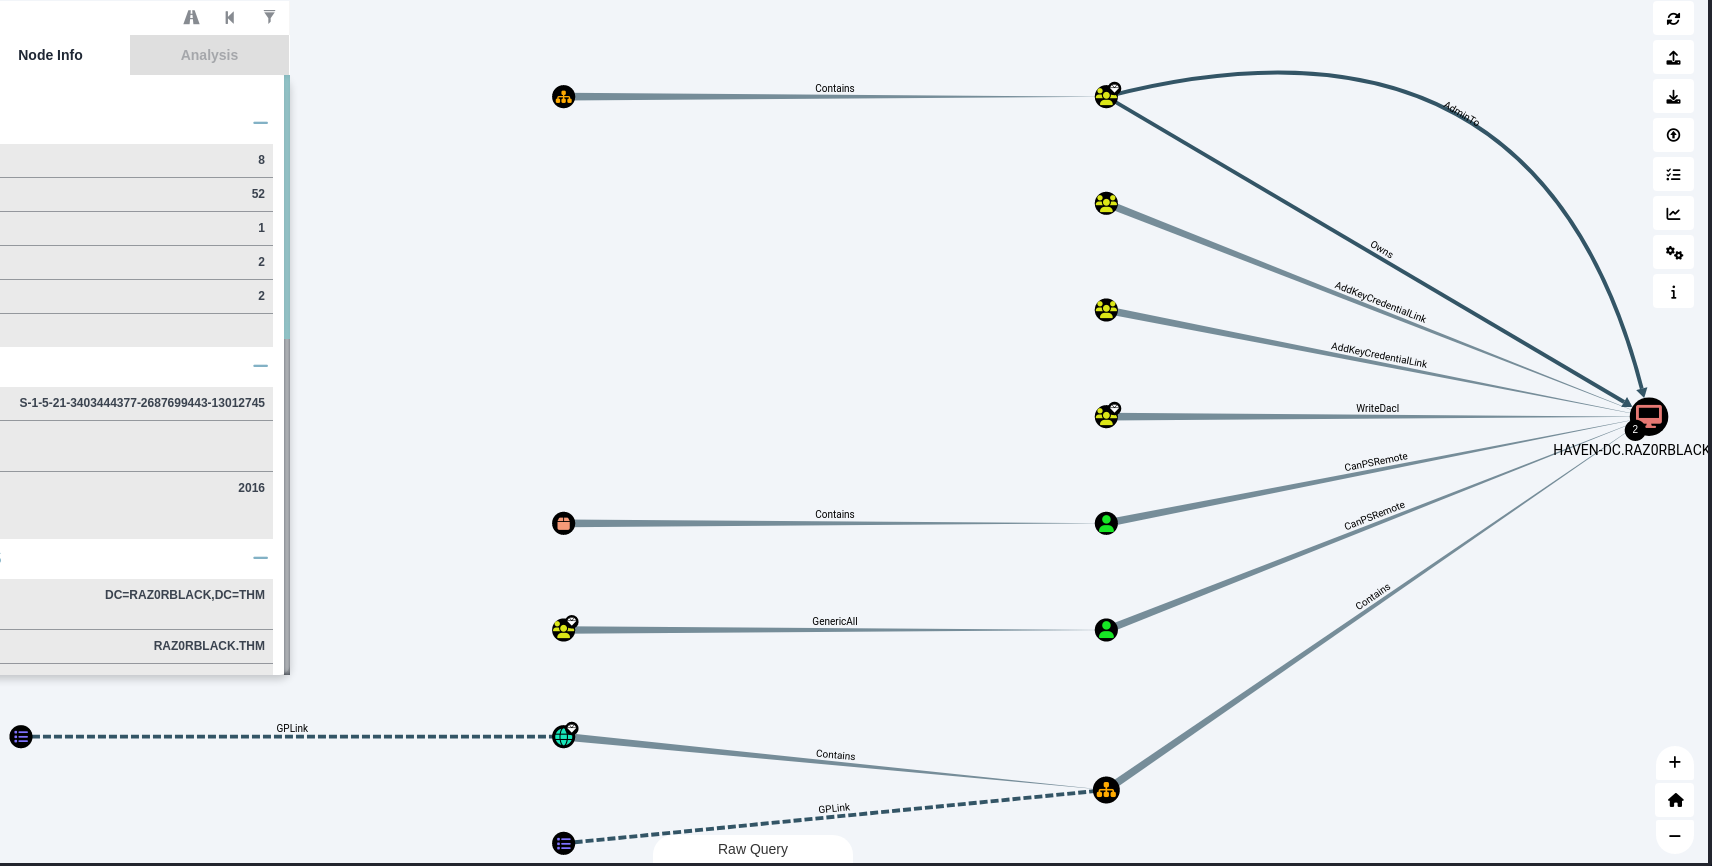 Node Info
Analysis
8
52
1
2
2
S-1-5-21-3403444377-2687699443-13012745
2016
DC=RAZ0RBLACK,DC=THM
RAZ0RBLACK.THM
Contains
AdminTo
Owns
AddKeyCredentialLink
AddKeyCredentialLink
WriteDacl
2
HAVEN-DC.RAZ0RBLACK
CanPSRemote
Contains
CanPSRemote
Contains
GenericAll
GPLink
Contains
GPLink
Raw Query